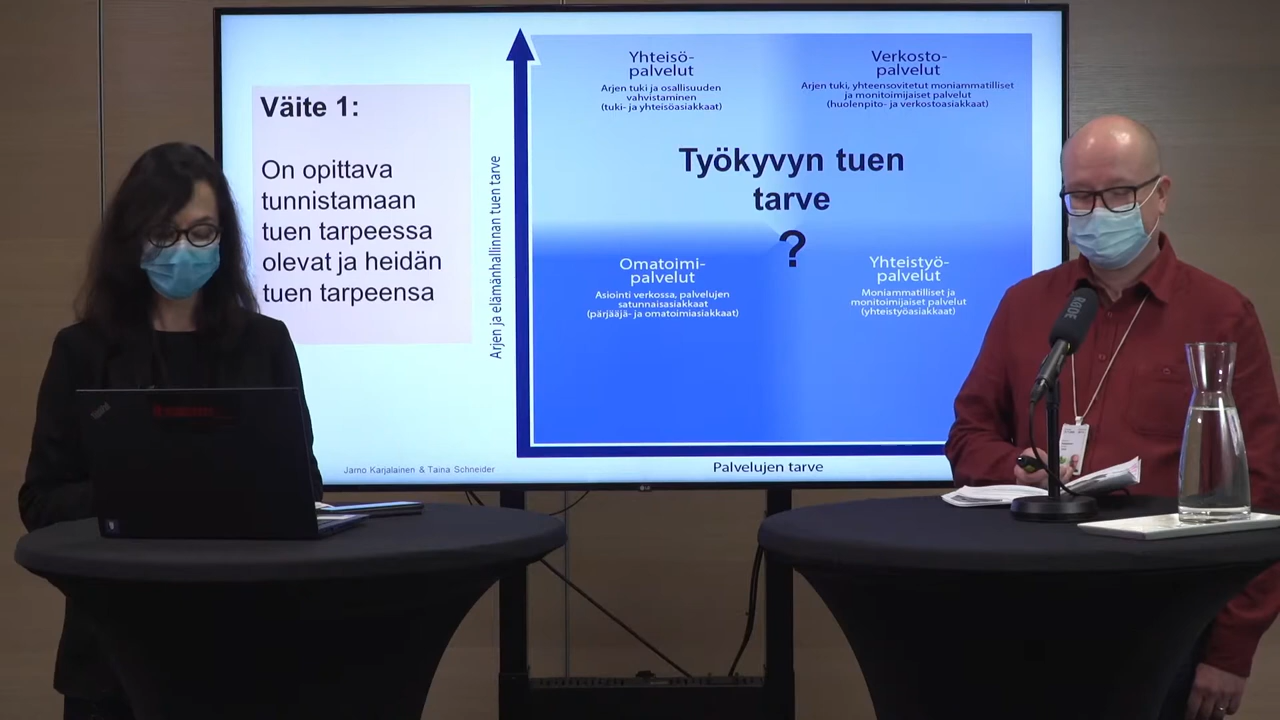 Väite 1:
On opittava
tunnistamaan
tuen tarpeessa
olevat ja heidän
tuen tarpeensa
Arjen ja elämänhallinnan tuen tarve
Yhteisö-
palvelut
Arjen tuki ja osallisuuden
vahvistaminen
(tuki- ja yhteisöasiakkaat)
Verkosto-
palvelut
Arjen tuki, yhteensovitetut moniammatilliset
ja monitoimijaiset palvelut
(huolenpito- ja verkostoasiakkaat)
Työkyvyn tuen
tarve
?
Omatoimi-
palvelut
Asiointi verkossa, palvelujen
satunnaisasiakkaat
(pärjääjä- ja omatoimiasiakkaat)
Yhteistyö-
palvelut
Moniammatilliset ja
monitoimijaiset palvelut
(yhteistyöasiakkaat)
Palvelujen tarve
Jarno Karjalainen & Taina Schneider
LG
RØDE
ThinkPad